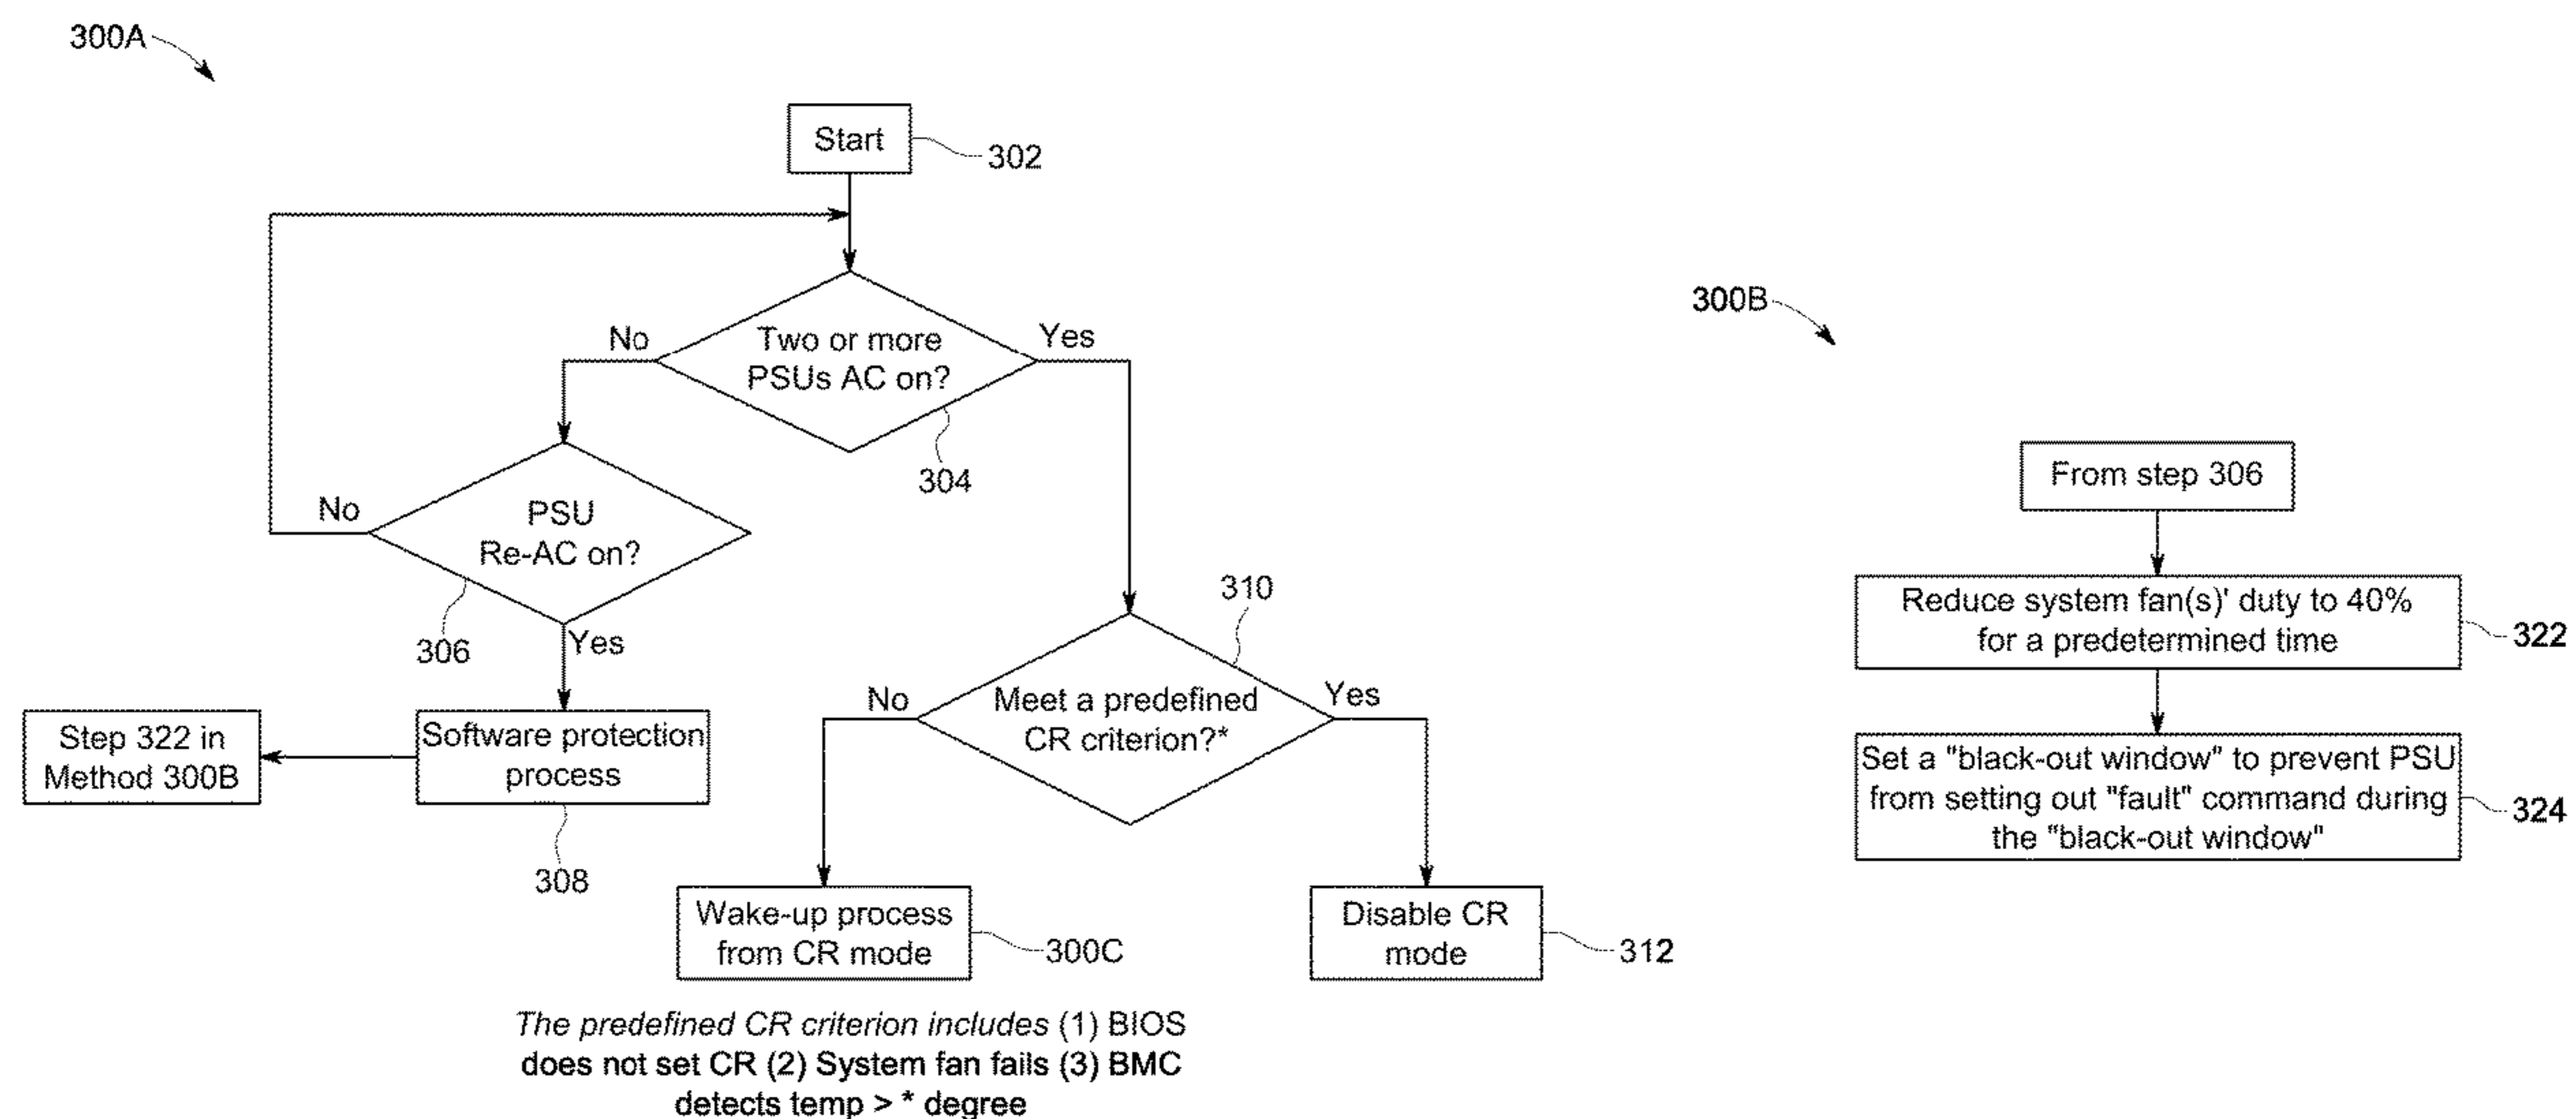 300A
Start
302
No
Two or more
PSUs AC on?
Yes
304
No
PSU
Re-AC on?
306
Yes
Step 322 in
Method 300B
Software protection
process
308
310
No
Meet a predefined
CR criterion?*
Yes
Wake-up process
from CR mode
300C
Disable CR
mode
312
The predefined CR criterion includes (1) BIOS
does not set CR (2) System fan fails (3) BMC
detects temp > * degree
300B
From step 306
Reduce system fan(s)' duty to 40%
for a predetermined time
322
Set a "black-out window" to prevent PSU
from setting out "fault" command during
the "black-out window"
324